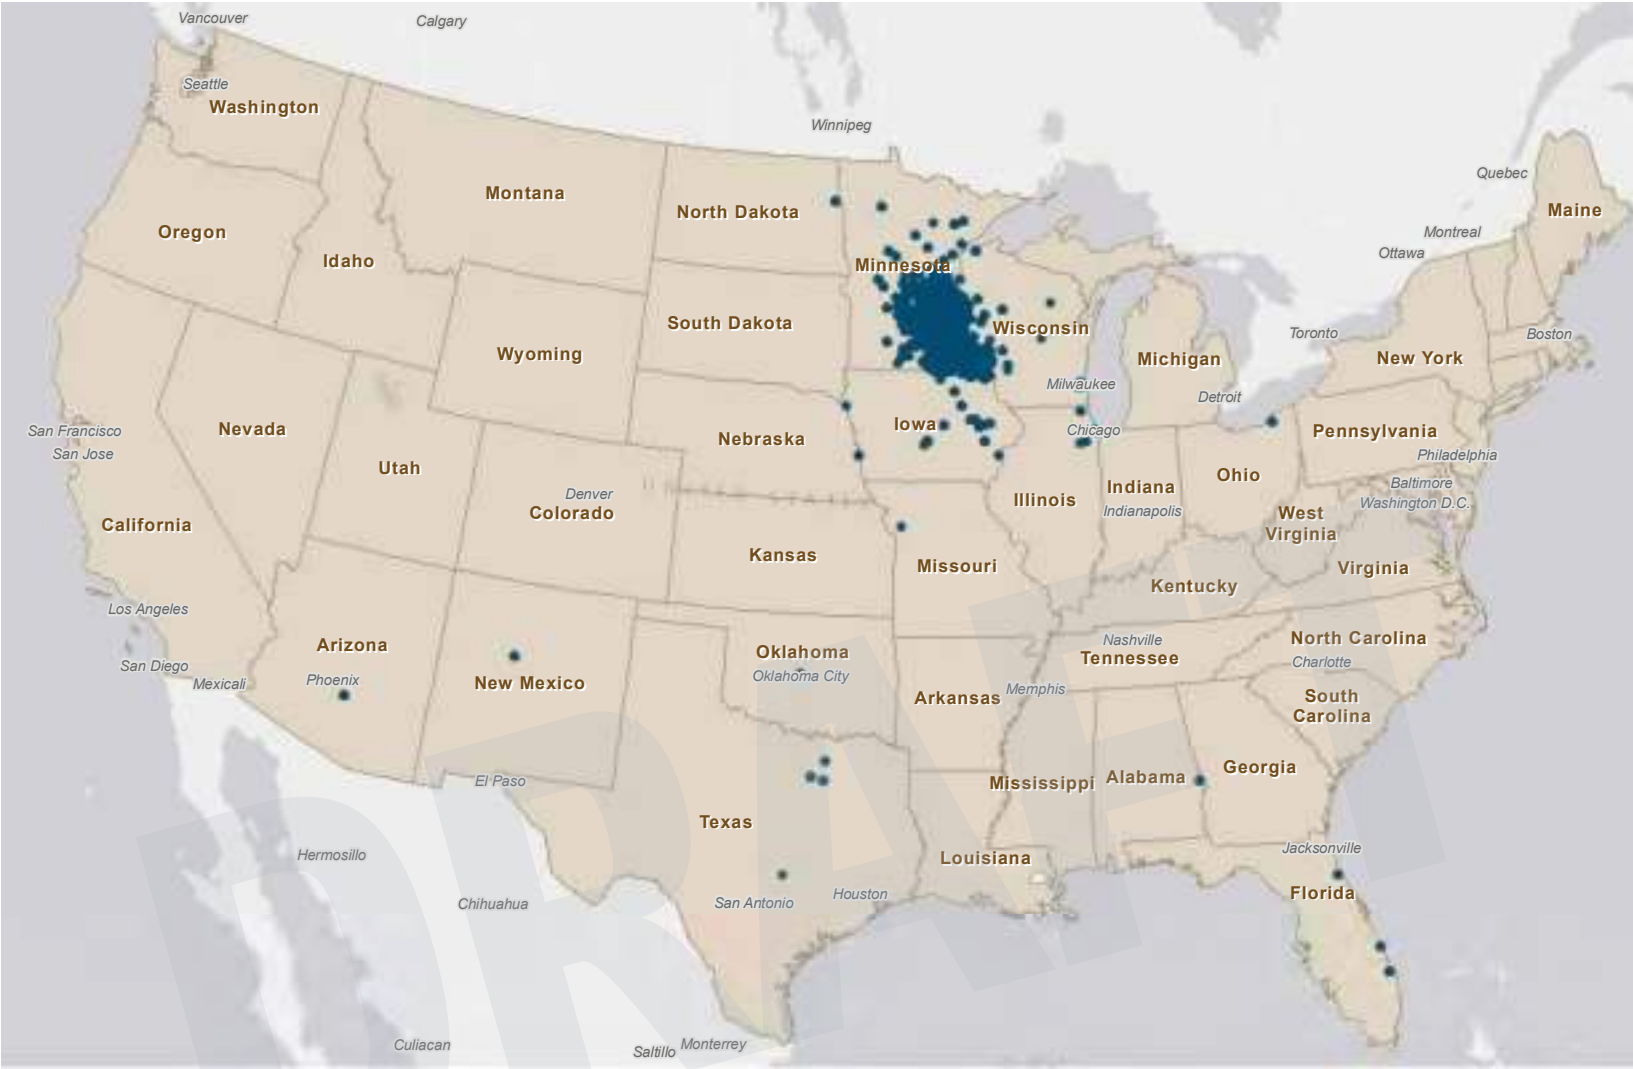 Vancouver
Calgary
Seattle
Washington
Winnipeg
Quebec
Montana
North Dakota
Maine
Oregon
Montreal
Ottawa
Idaho
Minnesota
South Dakota
Wisconsin
Toronto
Boston
Wyoming
Michigan
New York
Milwaukee
Detroit
San Francisco
Nevada
Iowa
Chicago
Pennsylvania
San Jose
Nebraska
Philadelphia
Utah
Ohio
Baltimore
Denver
Illinois
Indiana
Washington D.C.
Colorado
Indianapolis
West
Virginia
California
Kansas
Missouri
Virginia
Kentucky
Los Angeles
Arizona
Oklahoma
Nashville
North Carolina
San Diego
Tennessee
Charlotte
Mexicali
Phoenix
New Mexico
Oklahoma City
Arkansas
Memphis
South
Carolina
El Paso
Mississippi
Alabama
Georgia
Texas
Hermosillo
Louisiana
Jacksonville
Chihuahua
San Antonio
Houston
Florida
Culiacan
Saltillo
Monterrey
DRAFT